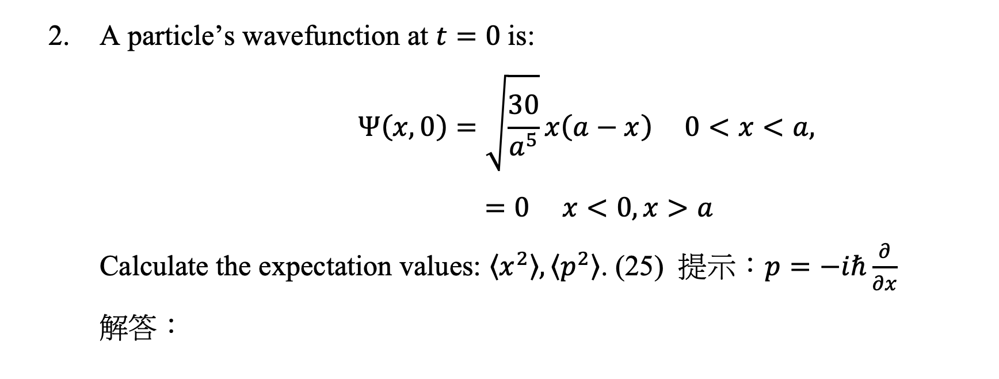 2. A particle’s wavefunction at t = 0 is:
Ψ(x, 0) = √(30/a⁵) x(a − x) 0 < x < a,
= 0 x < 0, x > a
Calculate the expectation values: ⟨x²⟩, ⟨p²⟩. (25) 提示：p = −iℏ ∂/∂x
解答：